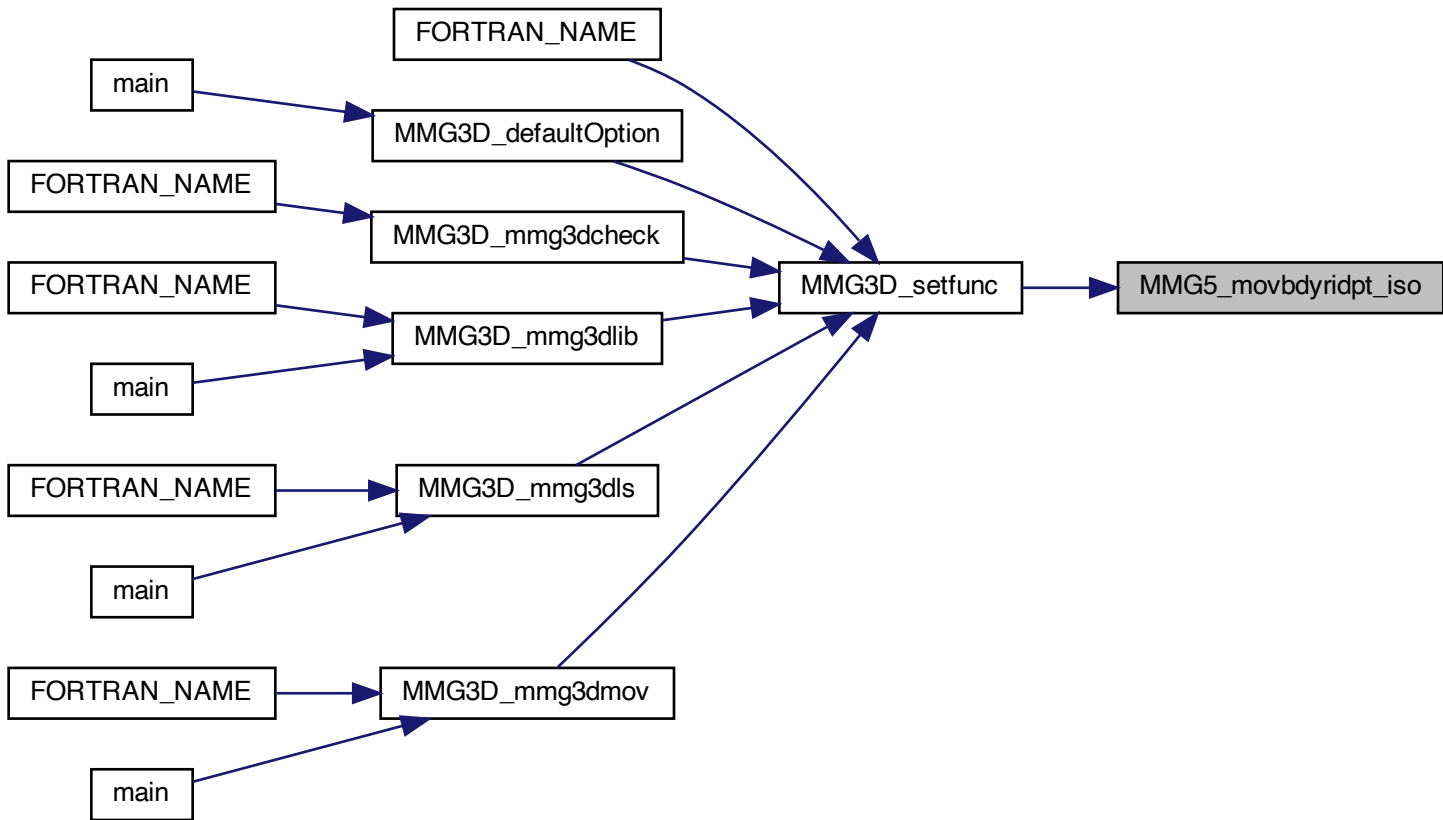 FORTRAN_NAME
main
MMG3D_defaultOption
FORTRAN_NAME
MMG3D_mmg3dcheck
FORTRAN_NAME
MMG3D_setfunc
MMG5_movbdyridpt_iso
MMG3D_mmg3dlib
main
FORTRAN_NAME
MMG3D_mmg3dls
main
FORTRAN_NAME
MMG3D_mmg3dmov
main